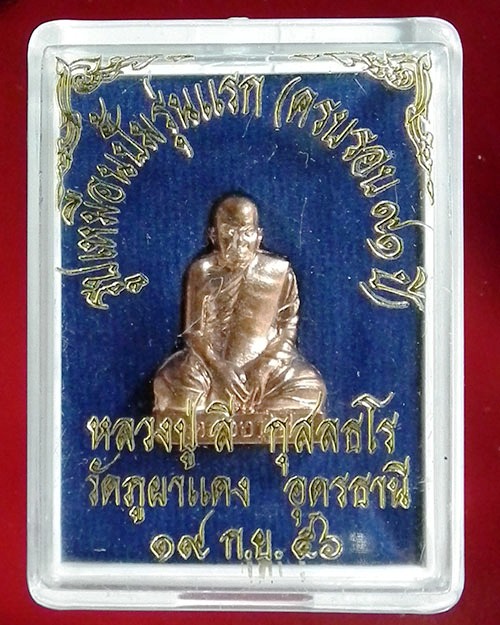 รูปเหมือนปั๊มรุ่นแรก (ครบรอบ ๙๑ ปี)
หลวงปู่ลี กุสลธโร
วัดภูผาแดง อุดรธานี
๑๙ ก.ย. ๕๖